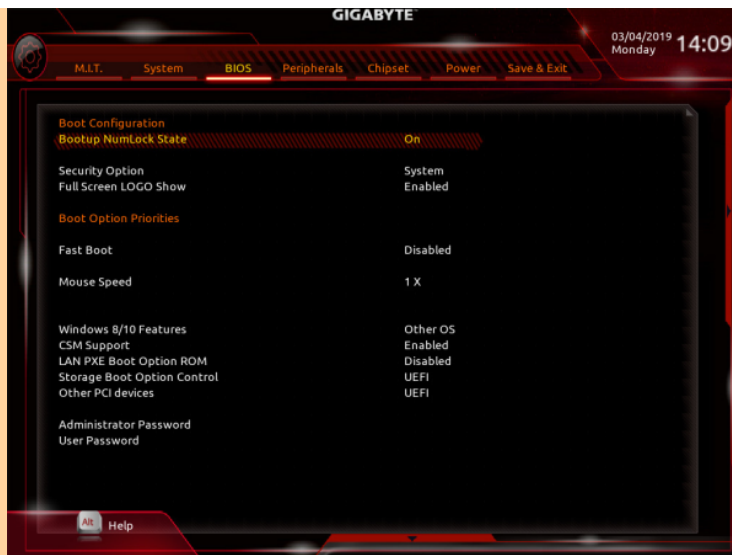 GIGABYTE
03/04/2019 Monday 14:09
M.I.T. System BIOS Peripherals Chipset Power Save & Exit
Boot Configuration
Bootup NumLock State On
Security Option System
Full Screen LOGO Show Enabled
Boot Option Priorities
Fast Boot Disabled
Mouse Speed 1 X
Windows 8/10 Features Other OS
CSM Support Enabled
LAN PXE Boot Option ROM Disabled
Storage Boot Option Control UEFI
Other PCI devices UEFI
Administrator Password
User Password
Alt Help